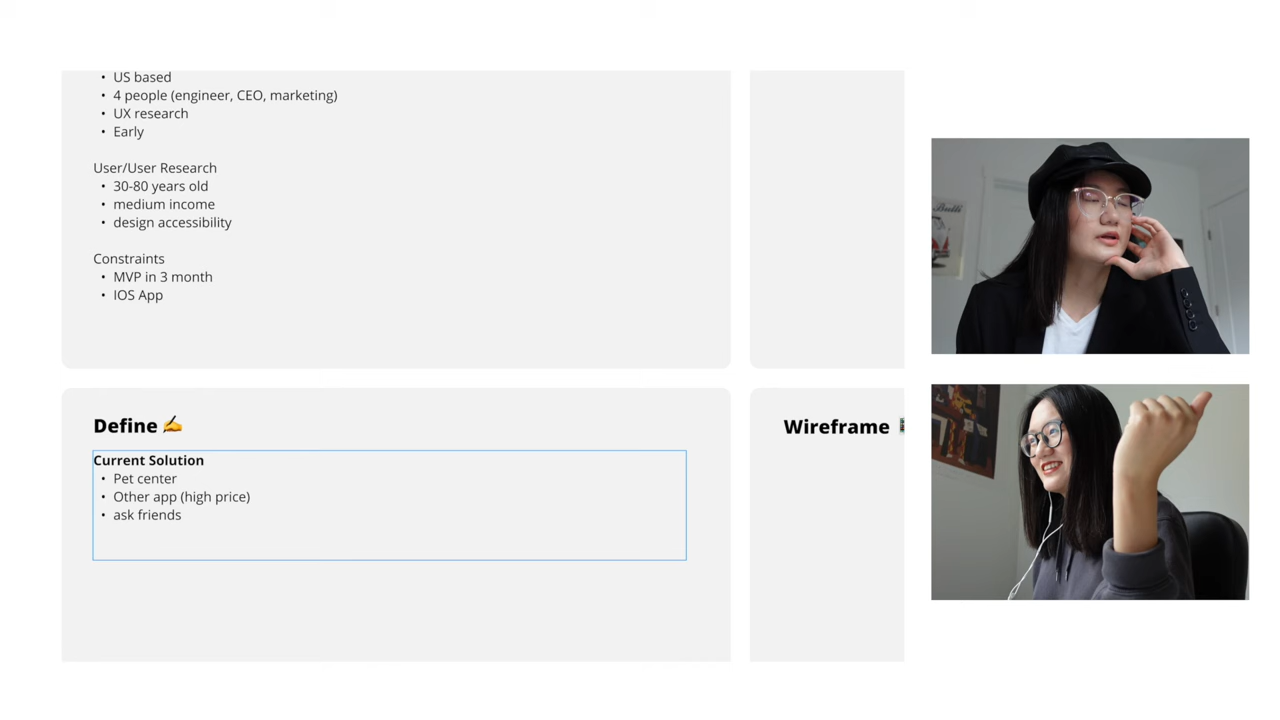 US based
4 people (engineer, CEO, marketing)
UX research
Early
User/User Research
30-80 years old
medium income
design accessibility
Constraints
MVP in 3 month
IOS App
Define ✍️
Current Solution
Pet center
Other app (high price)
ask friends
Wireframe
Bulli